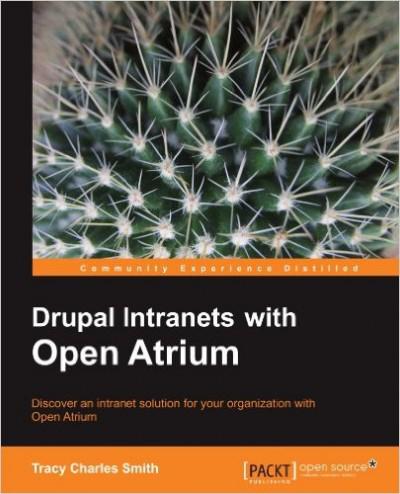 Community Experience Distilled
Drupal Intranets with
Open Atrium
Discover an intranet solution for your organization with
Open Atrium
Tracy Charles Smith
[PACKT] open source*
PUBLISHING